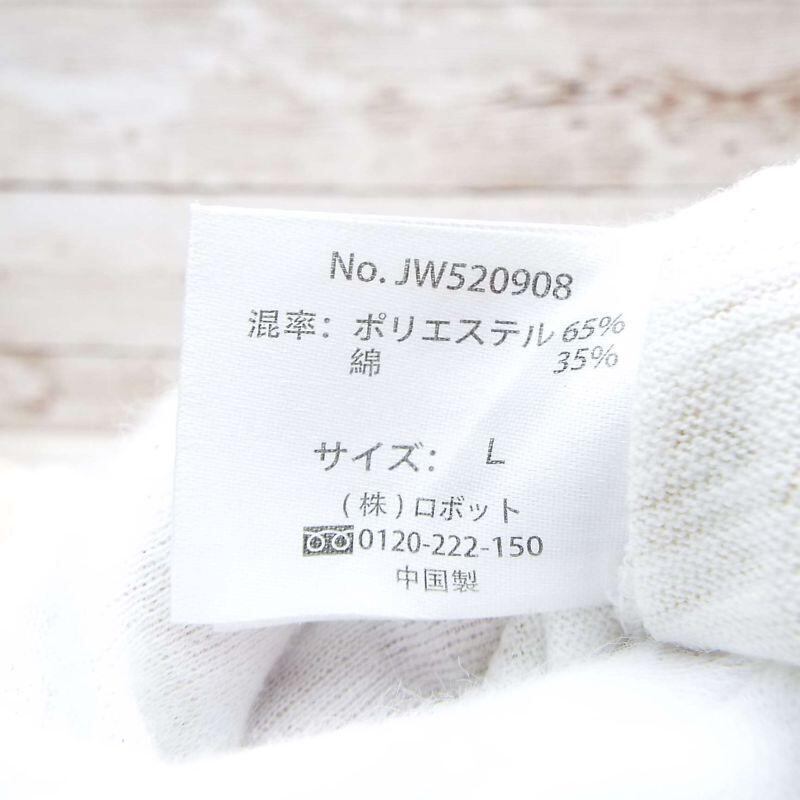 No. JW520908
混率：ポリエステル 65%
綿 35%
サイズ： L
(株)ロボット
0120-222-150
中国製